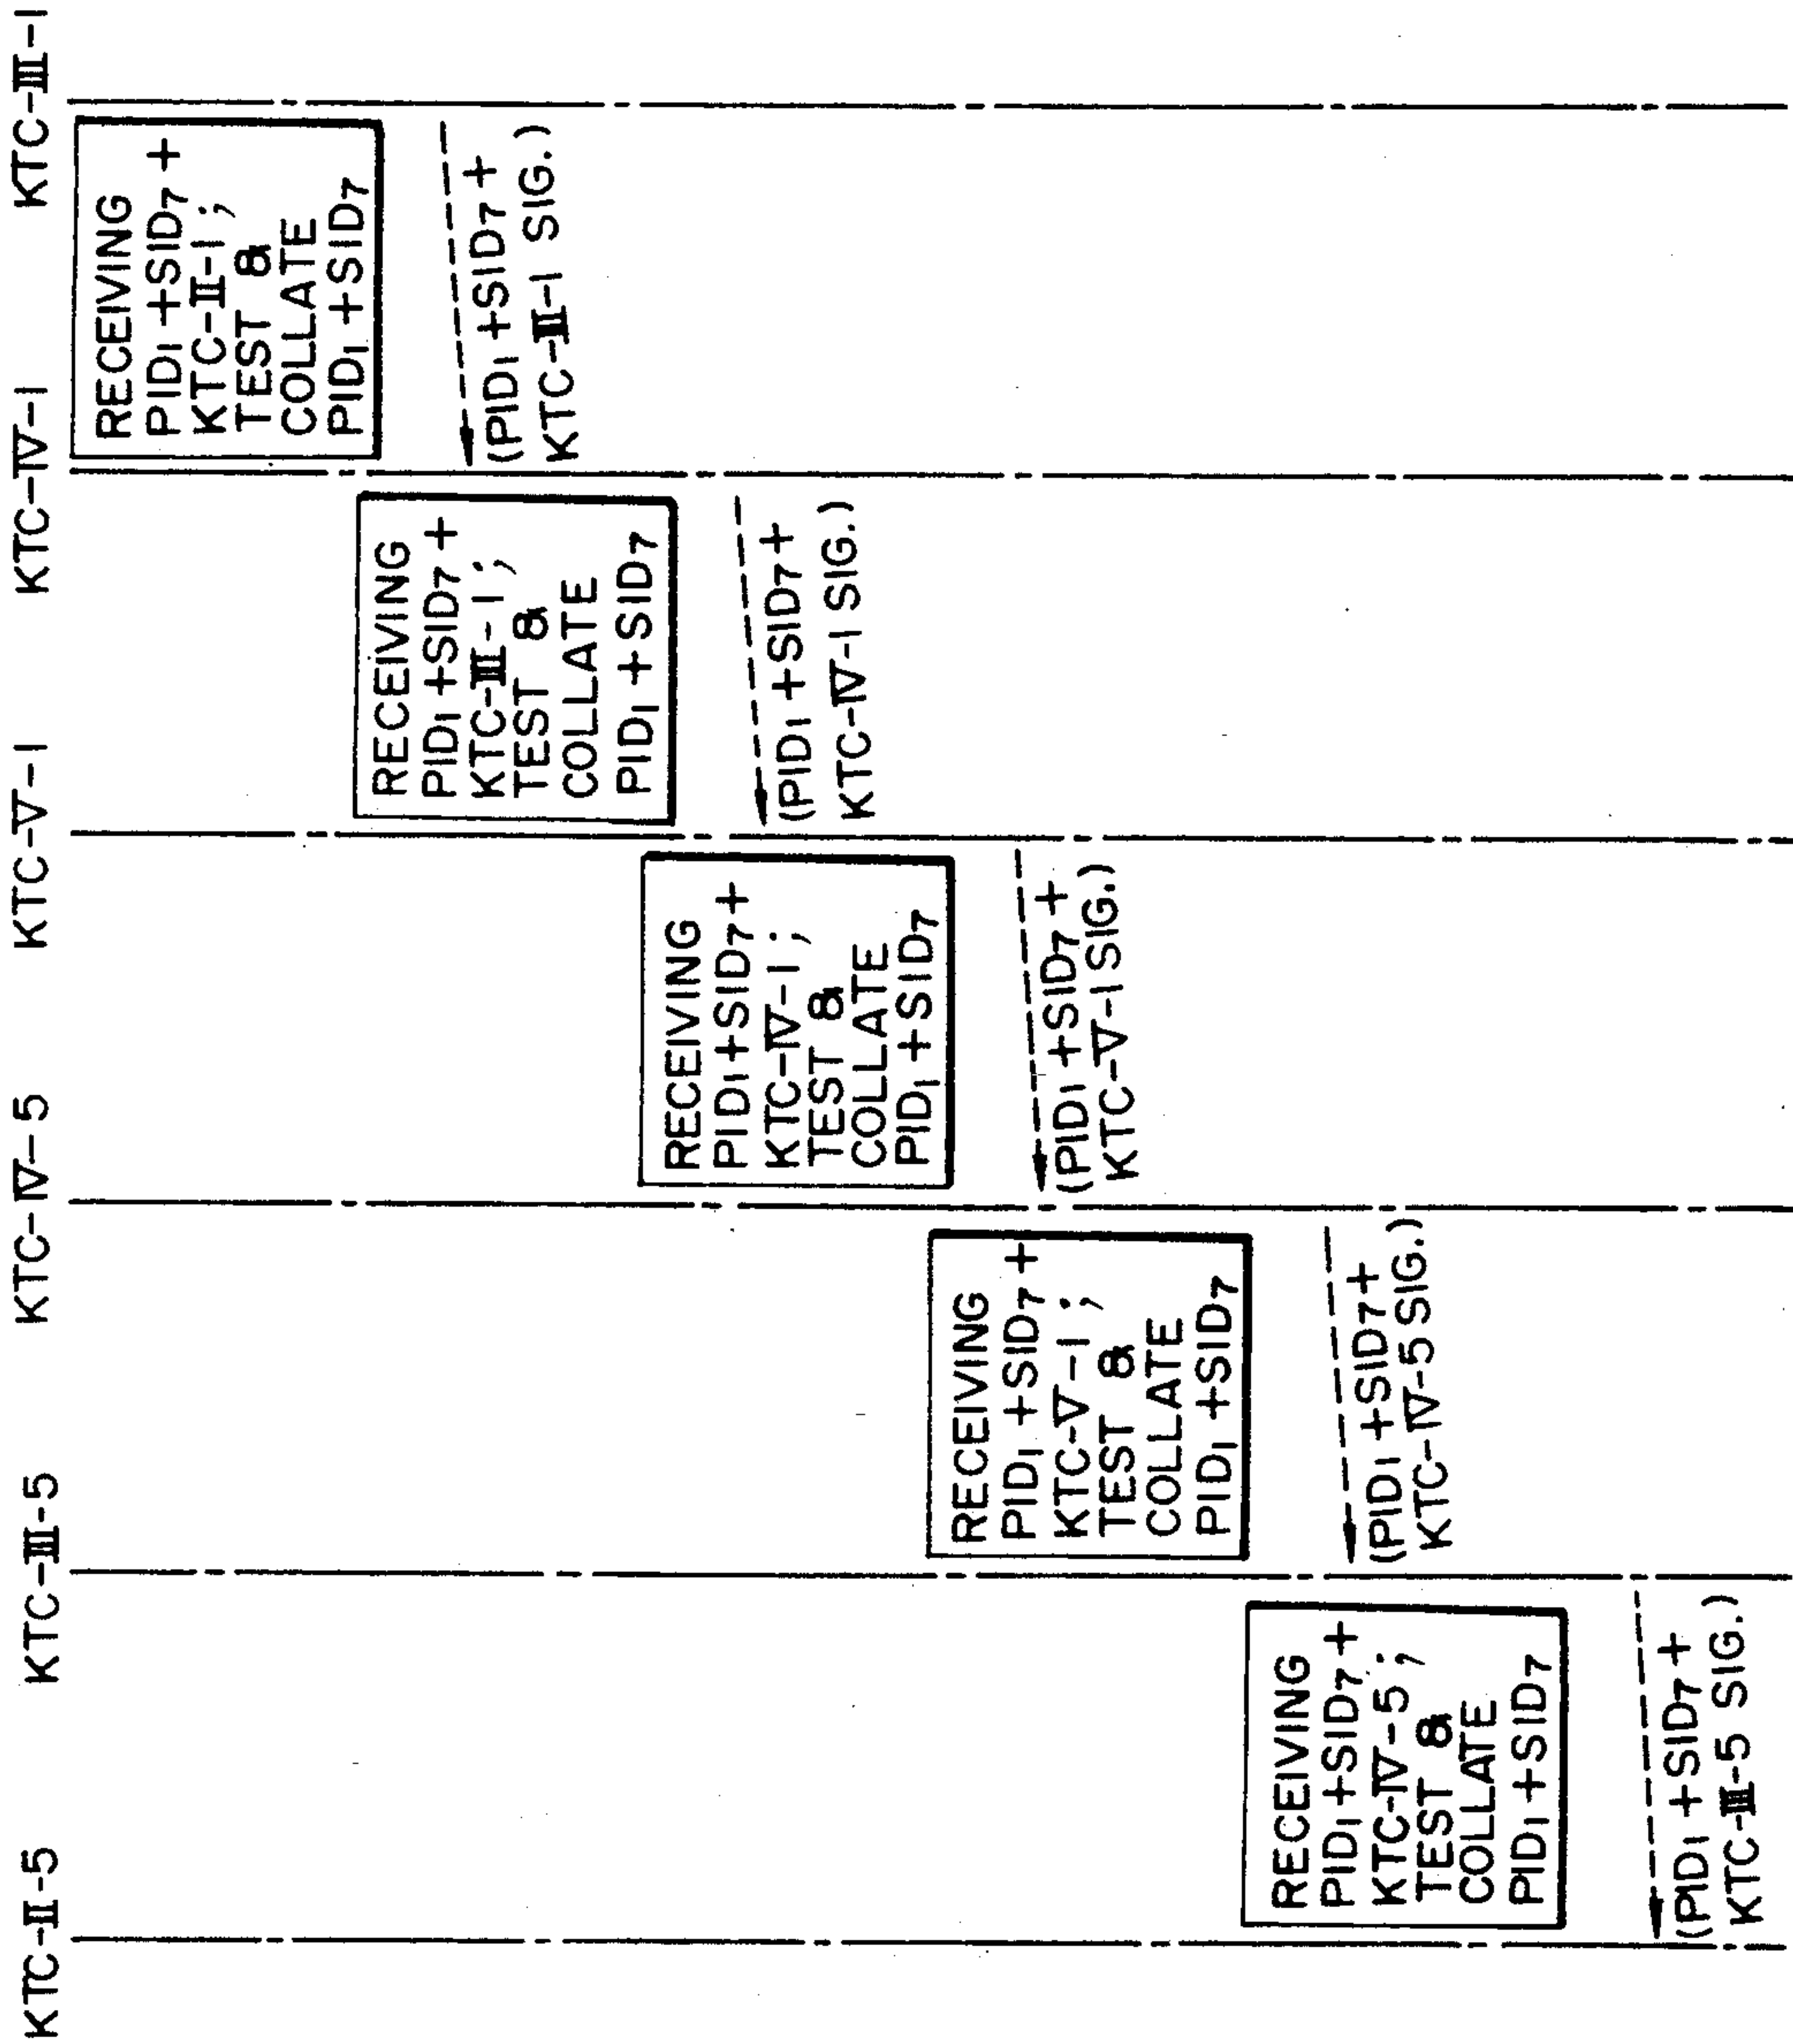 KTC-II-5 KTC-III-5 KTC-IV-5 KTC-V-1 KTC-IV-1 KTC-III-1
RECEIVING
PID₁+SID₇+
KTC-II-1;
TEST &
COLLATE
PID₁+SID₇
(PID₁+SID₇+
KTC-III-1 SIG.)
RECEIVING
PID₁+SID₇+
KTC-III-1;
TEST &
COLLATE
PID₁+SID₇
(PID₁+SID₇+
KTC-IV-1 SIG.)
RECEIVING
PID₁+SID₇+
KTC-IV-1;
TEST &
COLLATE
PID₁+SID₇
(PID₁+SID₇+
KTC-V-1 SIG.)
RECEIVING
PID₁+SID₇+
KTC-V-1;
TEST &
COLLATE
PID₁+SID₇
(PID₁+SID₇+
KTC-IV-5 SIG.)
RECEIVING
PID₁+SID₇+
KTC-IV-5;
TEST &
COLLATE
PID₁+SID₇
(PID₁+SID₇+
KTC-III-5 SIG.)